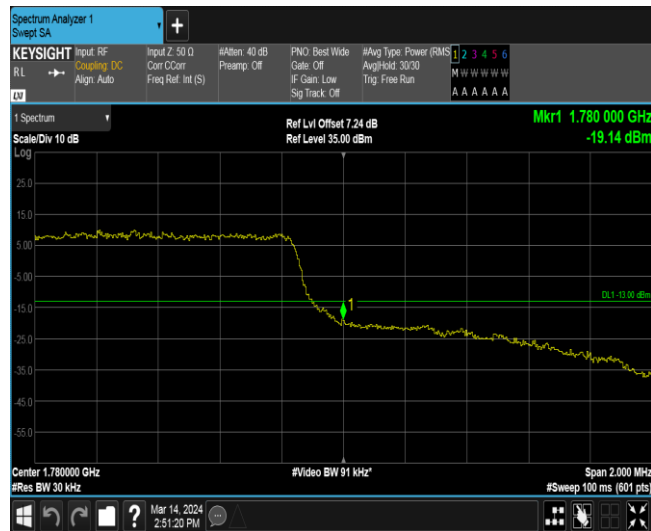 Spectrum Analyzer 1
Swept SA
+
KEYSIGHT
RL
LXI
Input: RF
Coupling: DC
Align: Auto
Input Z: 50 Ω
Corr CCorr
Freq Ref: Int (S)
#Atten: 40 dB
Preamp: Off
PNO: Best Wide
Gate: Off
IF Gain: Low
Sig Track: Off
#Avg Type: Power (RMS
Avg|Hold: 30/30
Trig: Free Run
1 2 3 4 5 6
M W W W W W
A A A A A A
1 Spectrum
Scale/Div 10 dB
Log
Ref Lvl Offset 7.24 dB
Ref Level 35.00 dBm
Mkr1 1.780 000 GHz
-19.14 dBm
25.0
15.0
5.00
-5.00
-15.0
-25.0
-35.0
-45.0
-55.0
DL1 -13.00 dBm
1
Center 1.780000 GHz
#Res BW 30 kHz
#Video BW 91 kHz*
Span 2.000 MHz
#Sweep 100 ms (601 pts)
?
Mar 14, 2024
2:51:20 PM